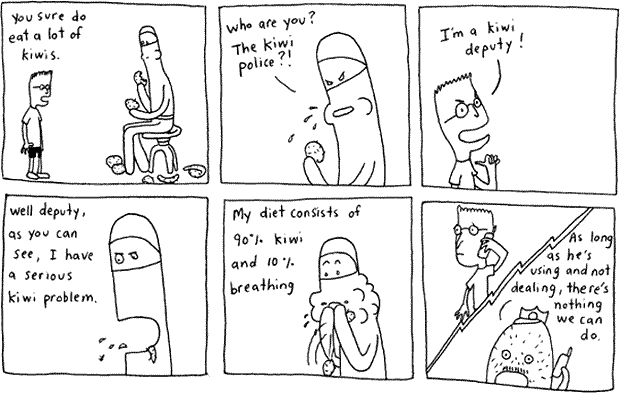 You sure do
eat a lot of
kiwis.
who are you?
The kiwi
police?!
I'm a kiwi
deputy!
well deputy,
as you can
see, I have
a serious
kiwi problem.
My diet consists of
90% kiwi
and 10%
breathing
As long
as he's
using and not
dealing, there's
nothing
we can
do.